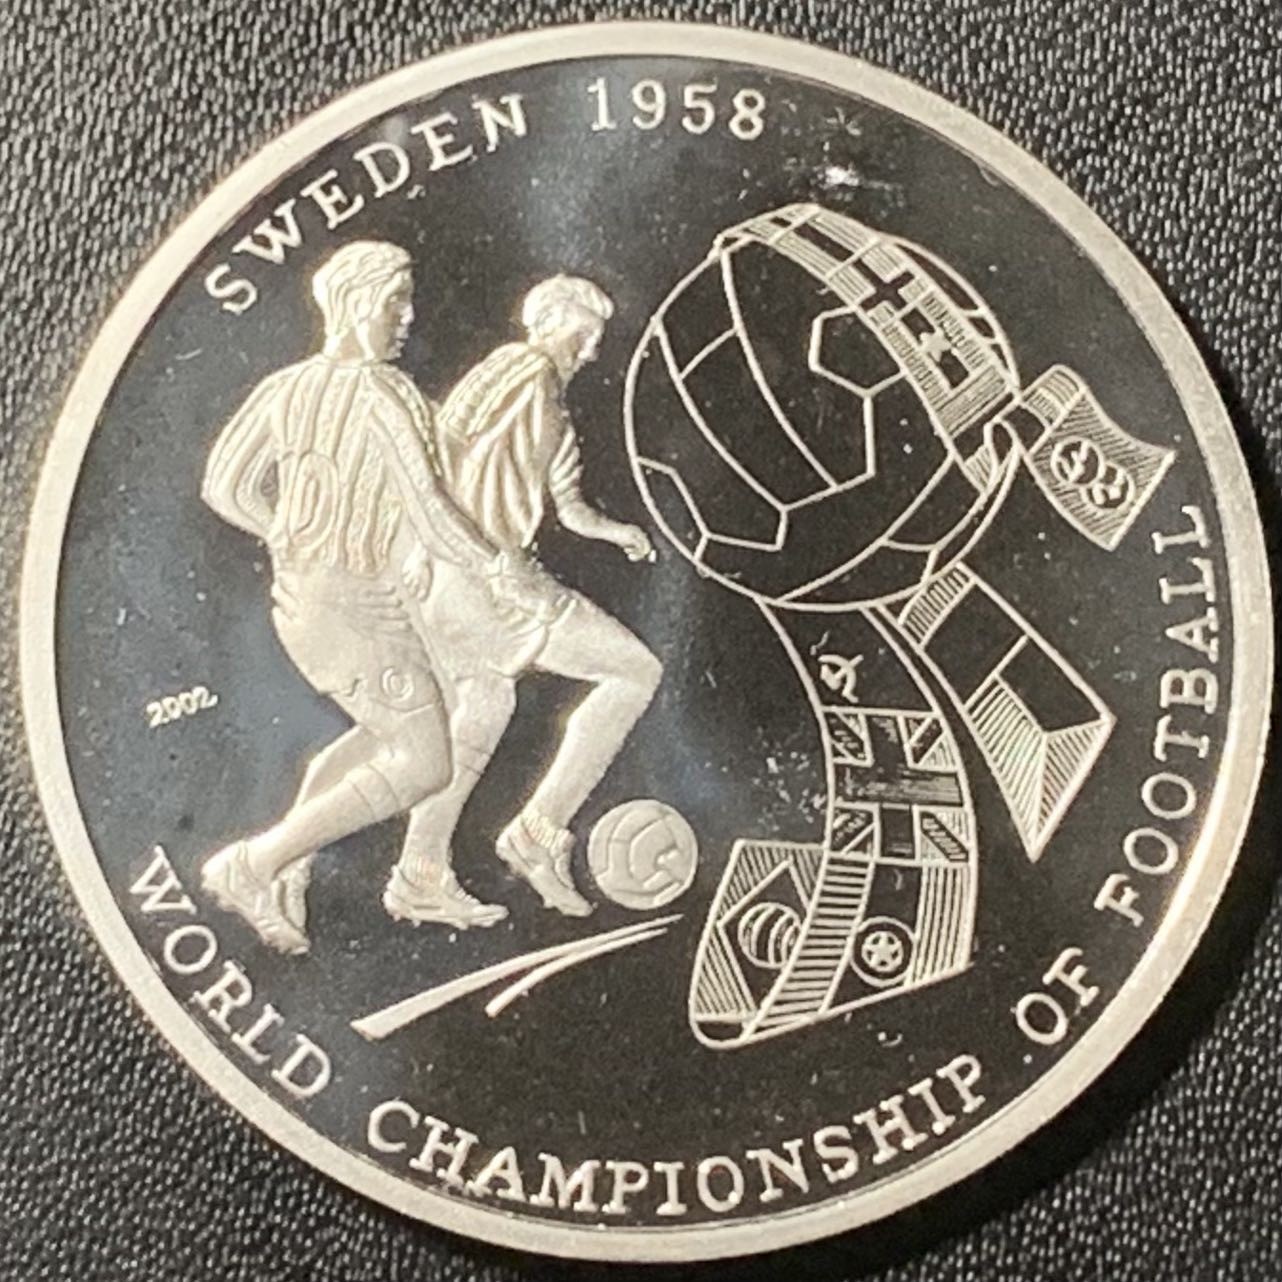 SWEDEN 1958
2002
WORLD CHAMPIONSHIP OF FOOTBALL